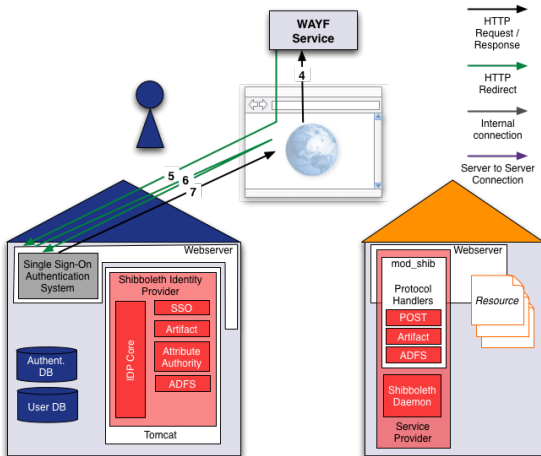 WAYF
Service
HTTP
Request /
Response
HTTP
Redirect
Internal
connection
Server to Server
Connection
4
5
6
7
Webserver
Single Sign-On
Authentication
System
Shibboleth Identity
Provider
IDP Core
SSO
Artifact
Attribute
Authority
ADFS
Tomcat
Authent.
DB
User DB
Webserver
mod_shib
Protocol
Handlers
POST
Artifact
ADFS
Shibboleth
Daemon
Service
Provider
Resource